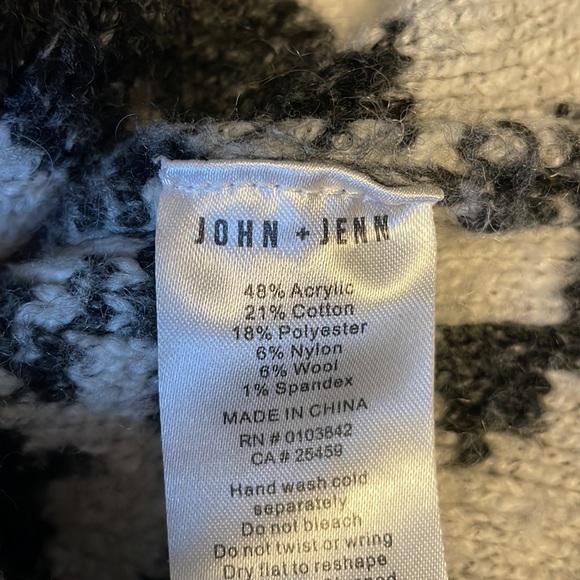 JOHN + JENN
48% Acrylic
21% Cotton
18% Polyester
6% Nylon
6% Wool
1% Spandex
MADE IN CHINA
RN # 0103842
CA # 25459
Hand wash cold
separately
Do not bleach
Do not twist or wring
Dry flat to reshape